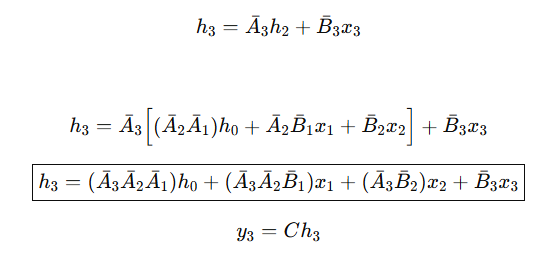 h₃ = Ā₃h₂ + B̄₃x₃
h₃ = Ā₃[(Ā₂Ā₁)h₀ + Ā₂B̄₁x₁ + B̄₂x₂] + B̄₃x₃
h₃ = (Ā₃Ā₂Ā₁)h₀ + (Ā₃Ā₂B̄₁)x₁ + (Ā₃B̄₂)x₂ + B̄₃x₃
y₃ = Ch₃